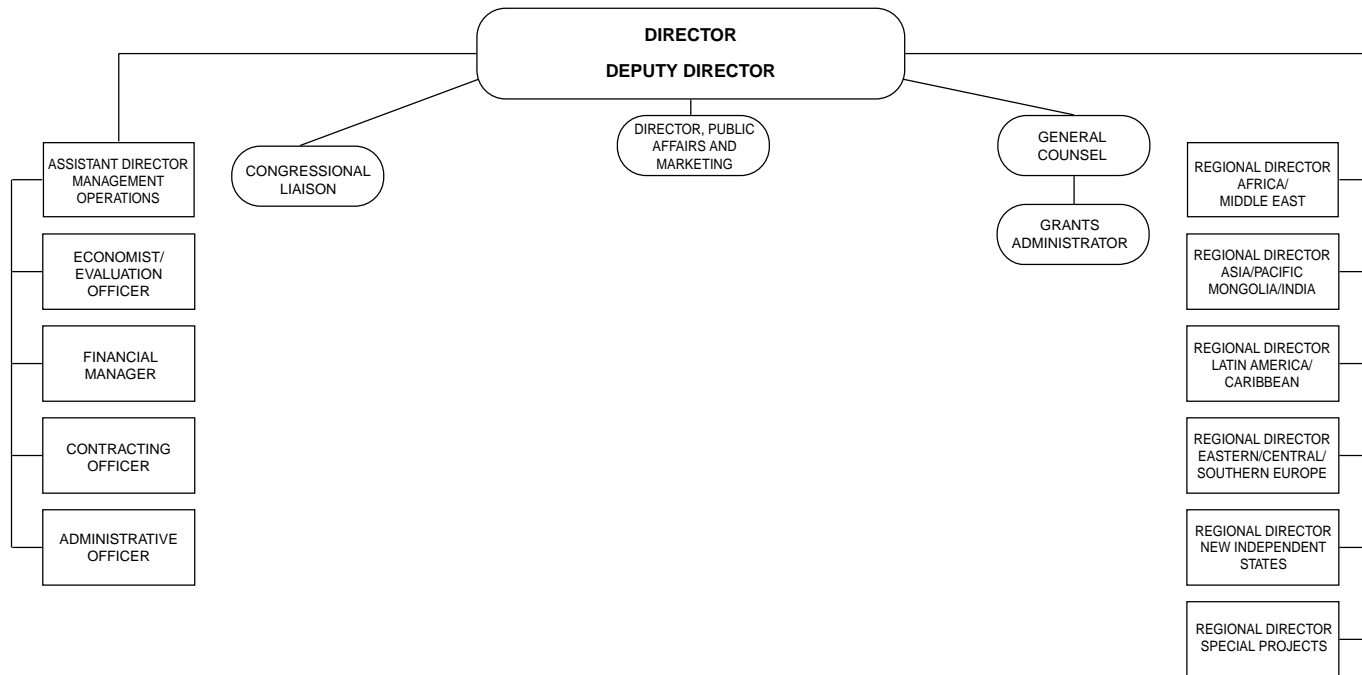 DIRECTOR
DEPUTY DIRECTOR
ASSISTANT DIRECTOR
MANAGEMENT
OPERATIONS
CONGRESSIONAL
LIAISON
DIRECTOR, PUBLIC
AFFAIRS AND
MARKETING
GENERAL
COUNSEL
GRANTS
ADMINISTRATOR
ECONOMIST/
EVALUATION
OFFICER
FINANCIAL
MANAGER
CONTRACTING
OFFICER
ADMINISTRATIVE
OFFICER
REGIONAL DIRECTOR
AFRICA/
MIDDLE EAST
REGIONAL DIRECTOR
ASIA/PACIFIC
MONGOLIA/INDIA
REGIONAL DIRECTOR
LATIN AMERICA/
CARIBBEAN
REGIONAL DIRECTOR
EASTERN/CENTRAL/
SOUTHERN EUROPE
REGIONAL DIRECTOR
NEW INDEPENDENT
STATES
REGIONAL DIRECTOR
SPECIAL PROJECTS